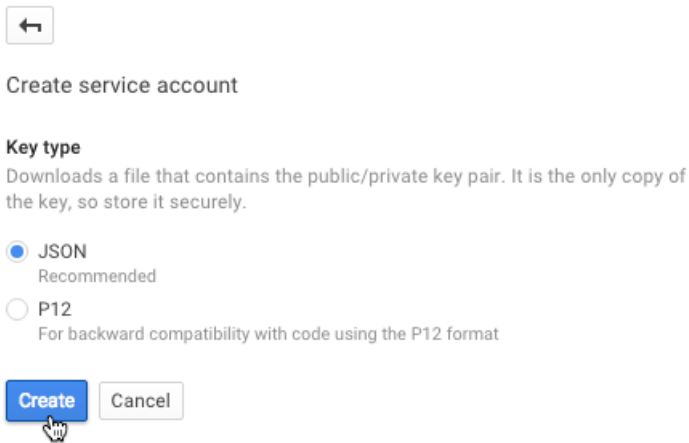 Create service account
Key type
Downloads a file that contains the public/private key pair. It is the only copy of
the key, so store it securely.
JSON
Recommended
P12
For backward compatibility with code using the P12 format
Create Cancel